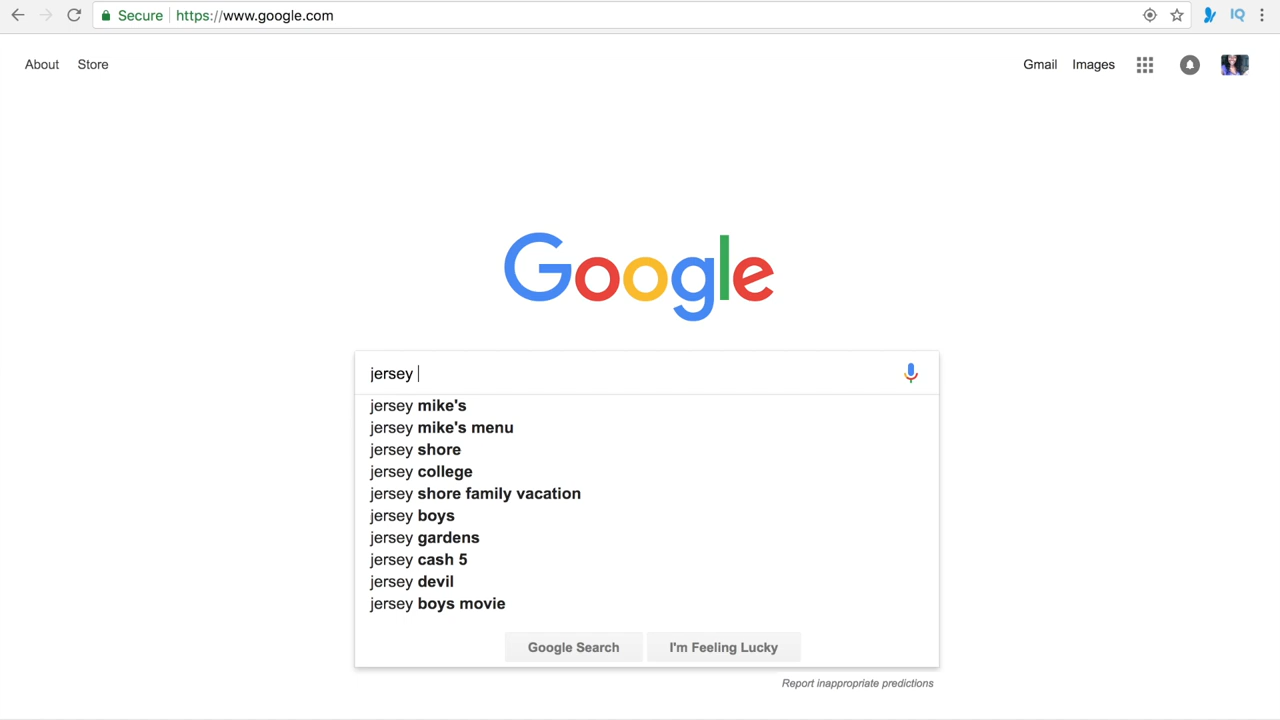 Secure https://www.google.com IQ
About Store Gmail Images
Google
jersey
jersey mike's
jersey mike's menu
jersey shore
jersey college
jersey shore family vacation
jersey boys
jersey gardens
jersey cash 5
jersey devil
jersey boys movie
Google Search I'm Feeling Lucky
Report inappropriate predictions